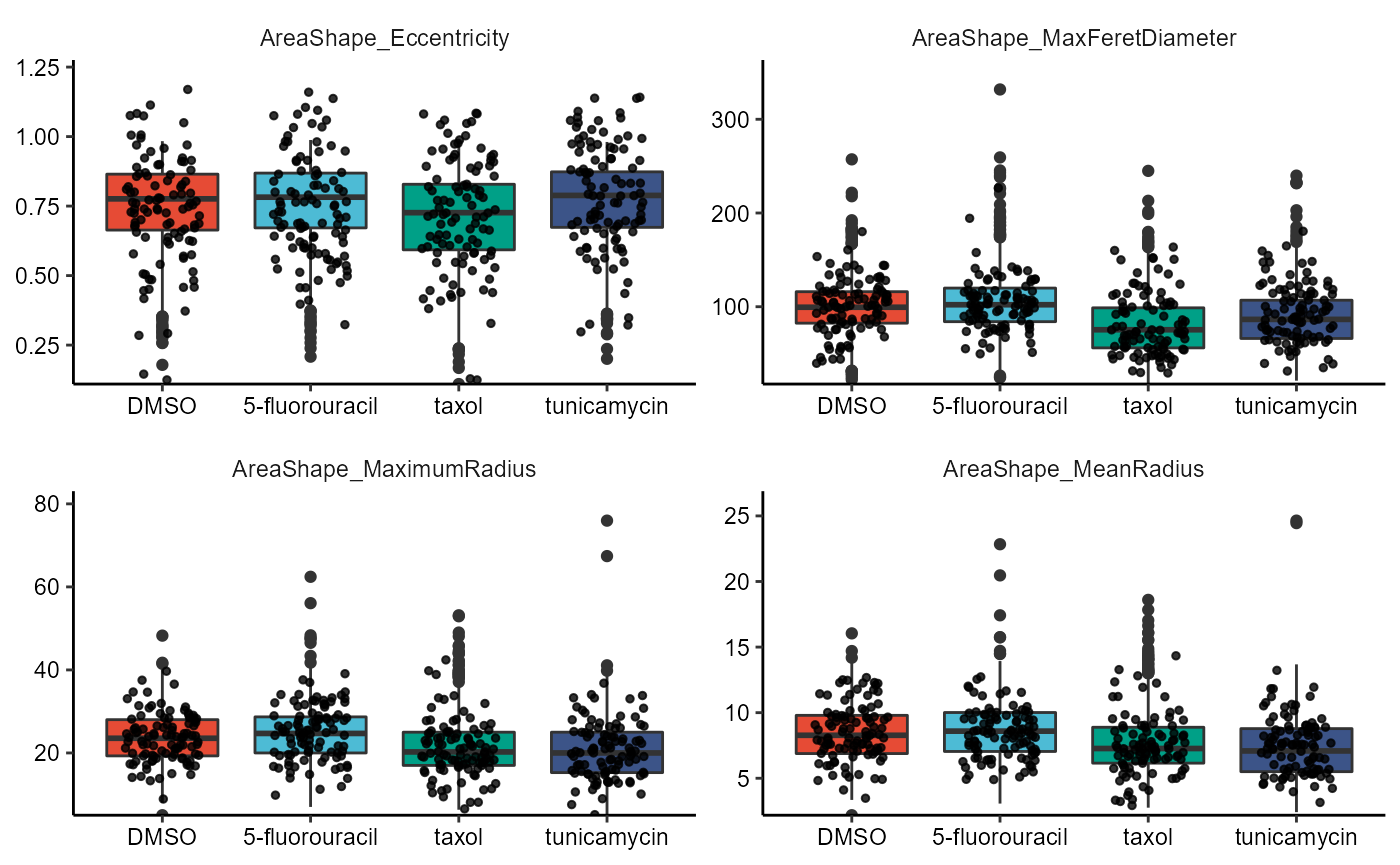 AreaShape_Eccentricity
1.25
1.00
0.75
0.50
0.25
DMSO 5-fluorouracil taxol tunicamycin
AreaShape_MaxFeretDiameter
300
200
100
DMSO 5-fluorouracil taxol tunicamycin
AreaShape_MaximumRadius
80
60
40
20
DMSO 5-fluorouracil taxol tunicamycin
AreaShape_MeanRadius
25
20
15
10
5
DMSO 5-fluorouracil taxol tunicamycin